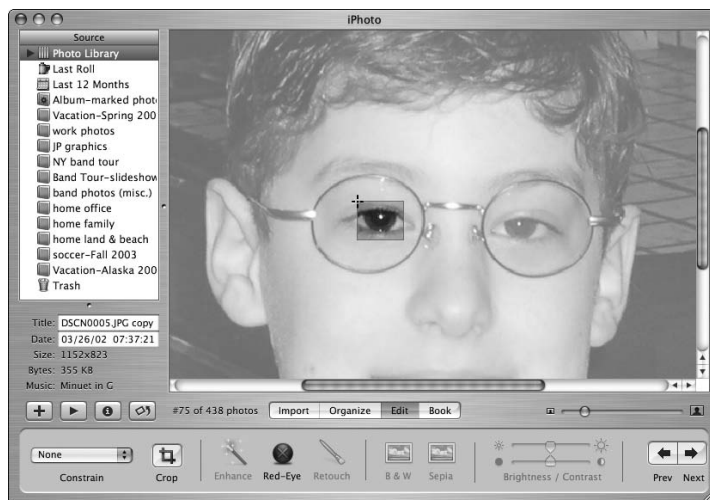 iPhoto
Source
Photo Library
Last Roll
Last 12 Months
Album-marked phot
Vacation-Spring 200
work photos
JP graphics
NY band tour
Band Tour-slideshow
band photos (misc.)
home office
home family
home land & beach
soccer-Fall 2003
Vacation-Alaska 200
Trash
Title: DSCN0005.JPG copy
Date: 03/26/02 07:37:21
Size: 1152x823
Bytes: 355 KB
Music: Minuet in G
#75 of 438 photos Import Organize Edit Book
None
Constrain Crop Enhance Red-Eye Retouch B & W Sepia Brightness / Contrast Prev Next